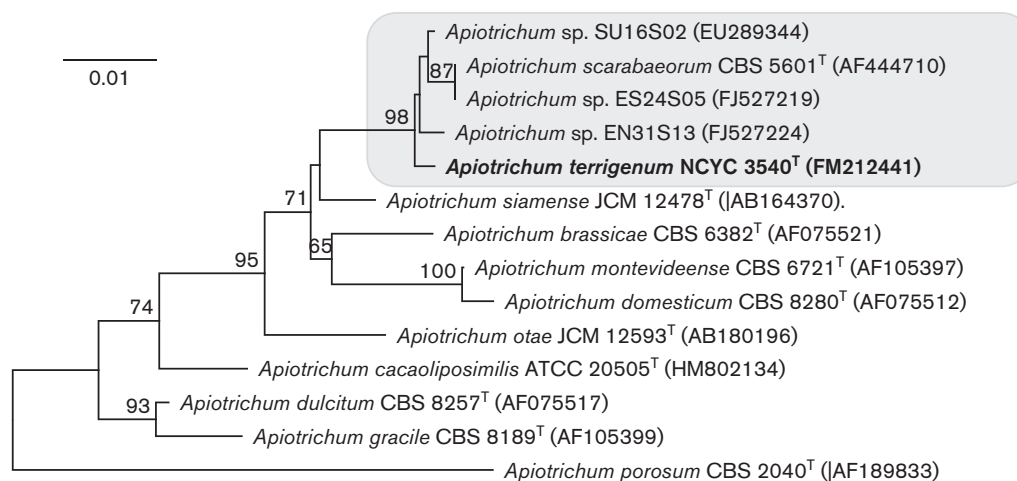 Apiotrichum sp. SU16S02 (EU289344)
0.01
87
Apiotrichum scarabaeorum CBS 5601T (AF444710)
Apiotrichum sp. ES24S05 (FJ527219)
98
Apiotrichum sp. EN31S13 (FJ527224)
Apiotrichum terrigenum NCYC 3540T (FM212441)
71
Apiotrichum siamense JCM 12478T (|AB164370).
65
Apiotrichum brassicae CBS 6382T (AF075521)
95
100
Apiotrichum montevideense CBS 6721T (AF105397)
Apiotrichum domesticum CBS 8280T (AF075512)
74
Apiotrichum otae JCM 12593T (AB180196)
Apiotrichum cacaoliposimilis ATCC 20505T (HM802134)
93
Apiotrichum dulcitum CBS 8257T (AF075517)
Apiotrichum gracile CBS 8189T (AF105399)
Apiotrichum porosum CBS 2040T (|AF189833)